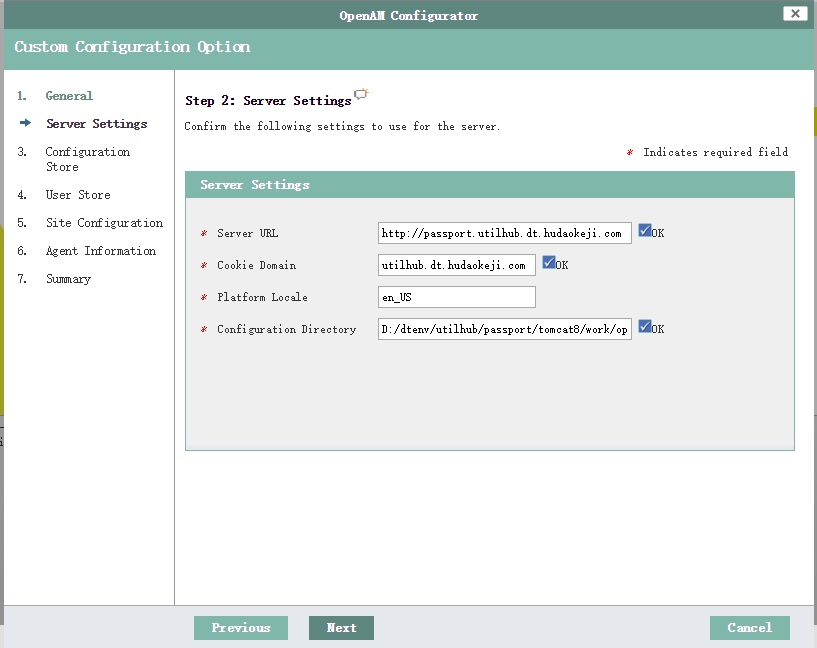 OpenAM Configurator
Custom Configuration Option
1. General
Server Settings
3. Configuration
Store
4. User Store
5. Site Configuration
6. Agent Information
7. Summary
Step 2: Server Settings
Confirm the following settings to use for the server.
* Indicates required field
Server Settings
* Server URL http://passport.utilhub.dt.hudaokeji.com OK
* Cookie Domain utilhub.dt.hudaokeji.com OK
* Platform Locale en_US
* Configuration Directory D:/dtenv/utilhub/passport/tomcat8/work/op OK
Previous Next Cancel